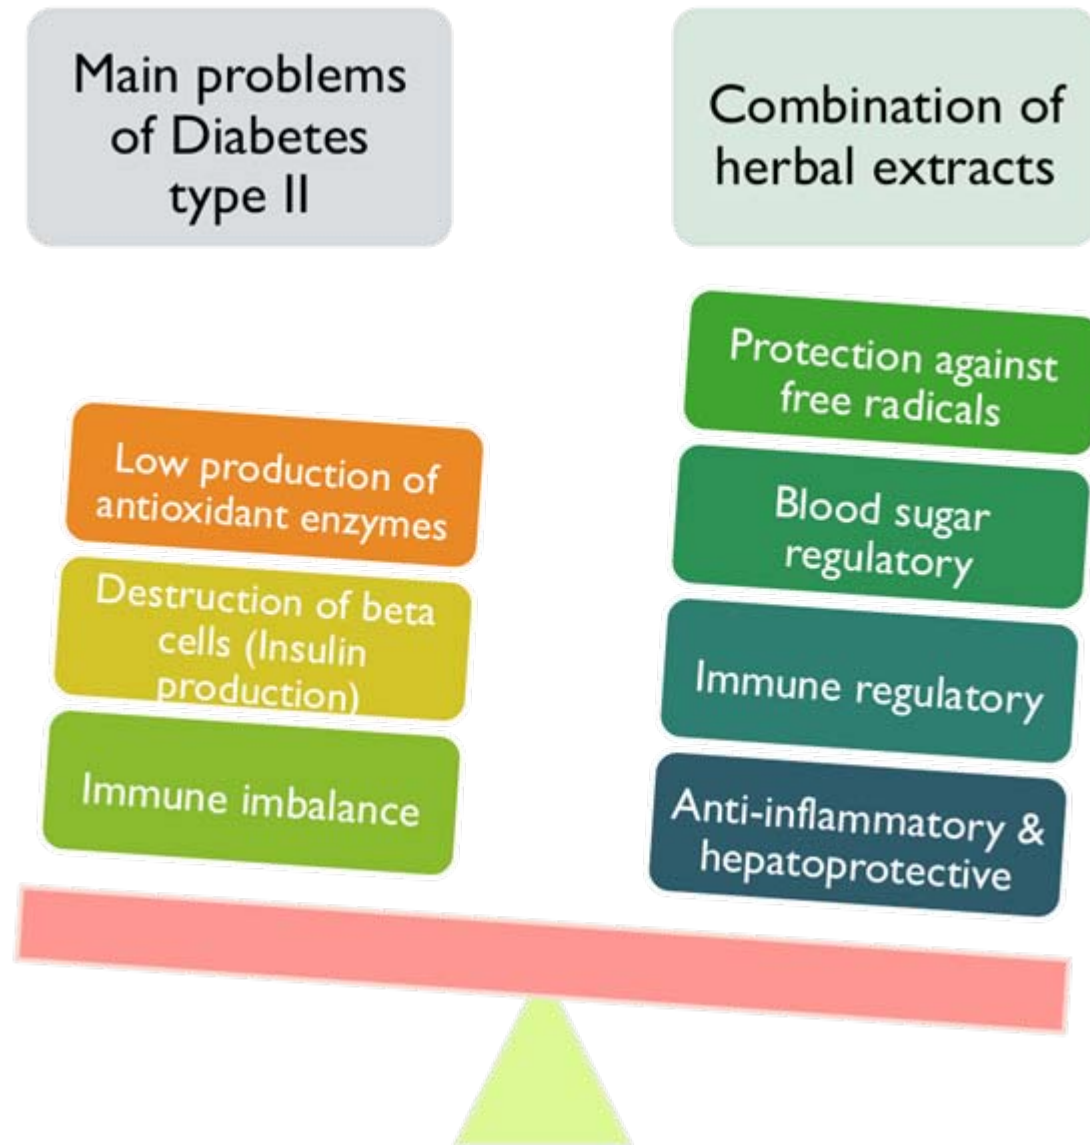 Main problems
of Diabetes
type II
Combination of
herbal extracts
Low production of
antioxidant enzymes
Destruction of beta
cells (Insulin
production)
Immune imbalance
Protection against
free radicals
Blood sugar
regulatory
Immune regulatory
Anti-inflammatory &
hepatoprotective